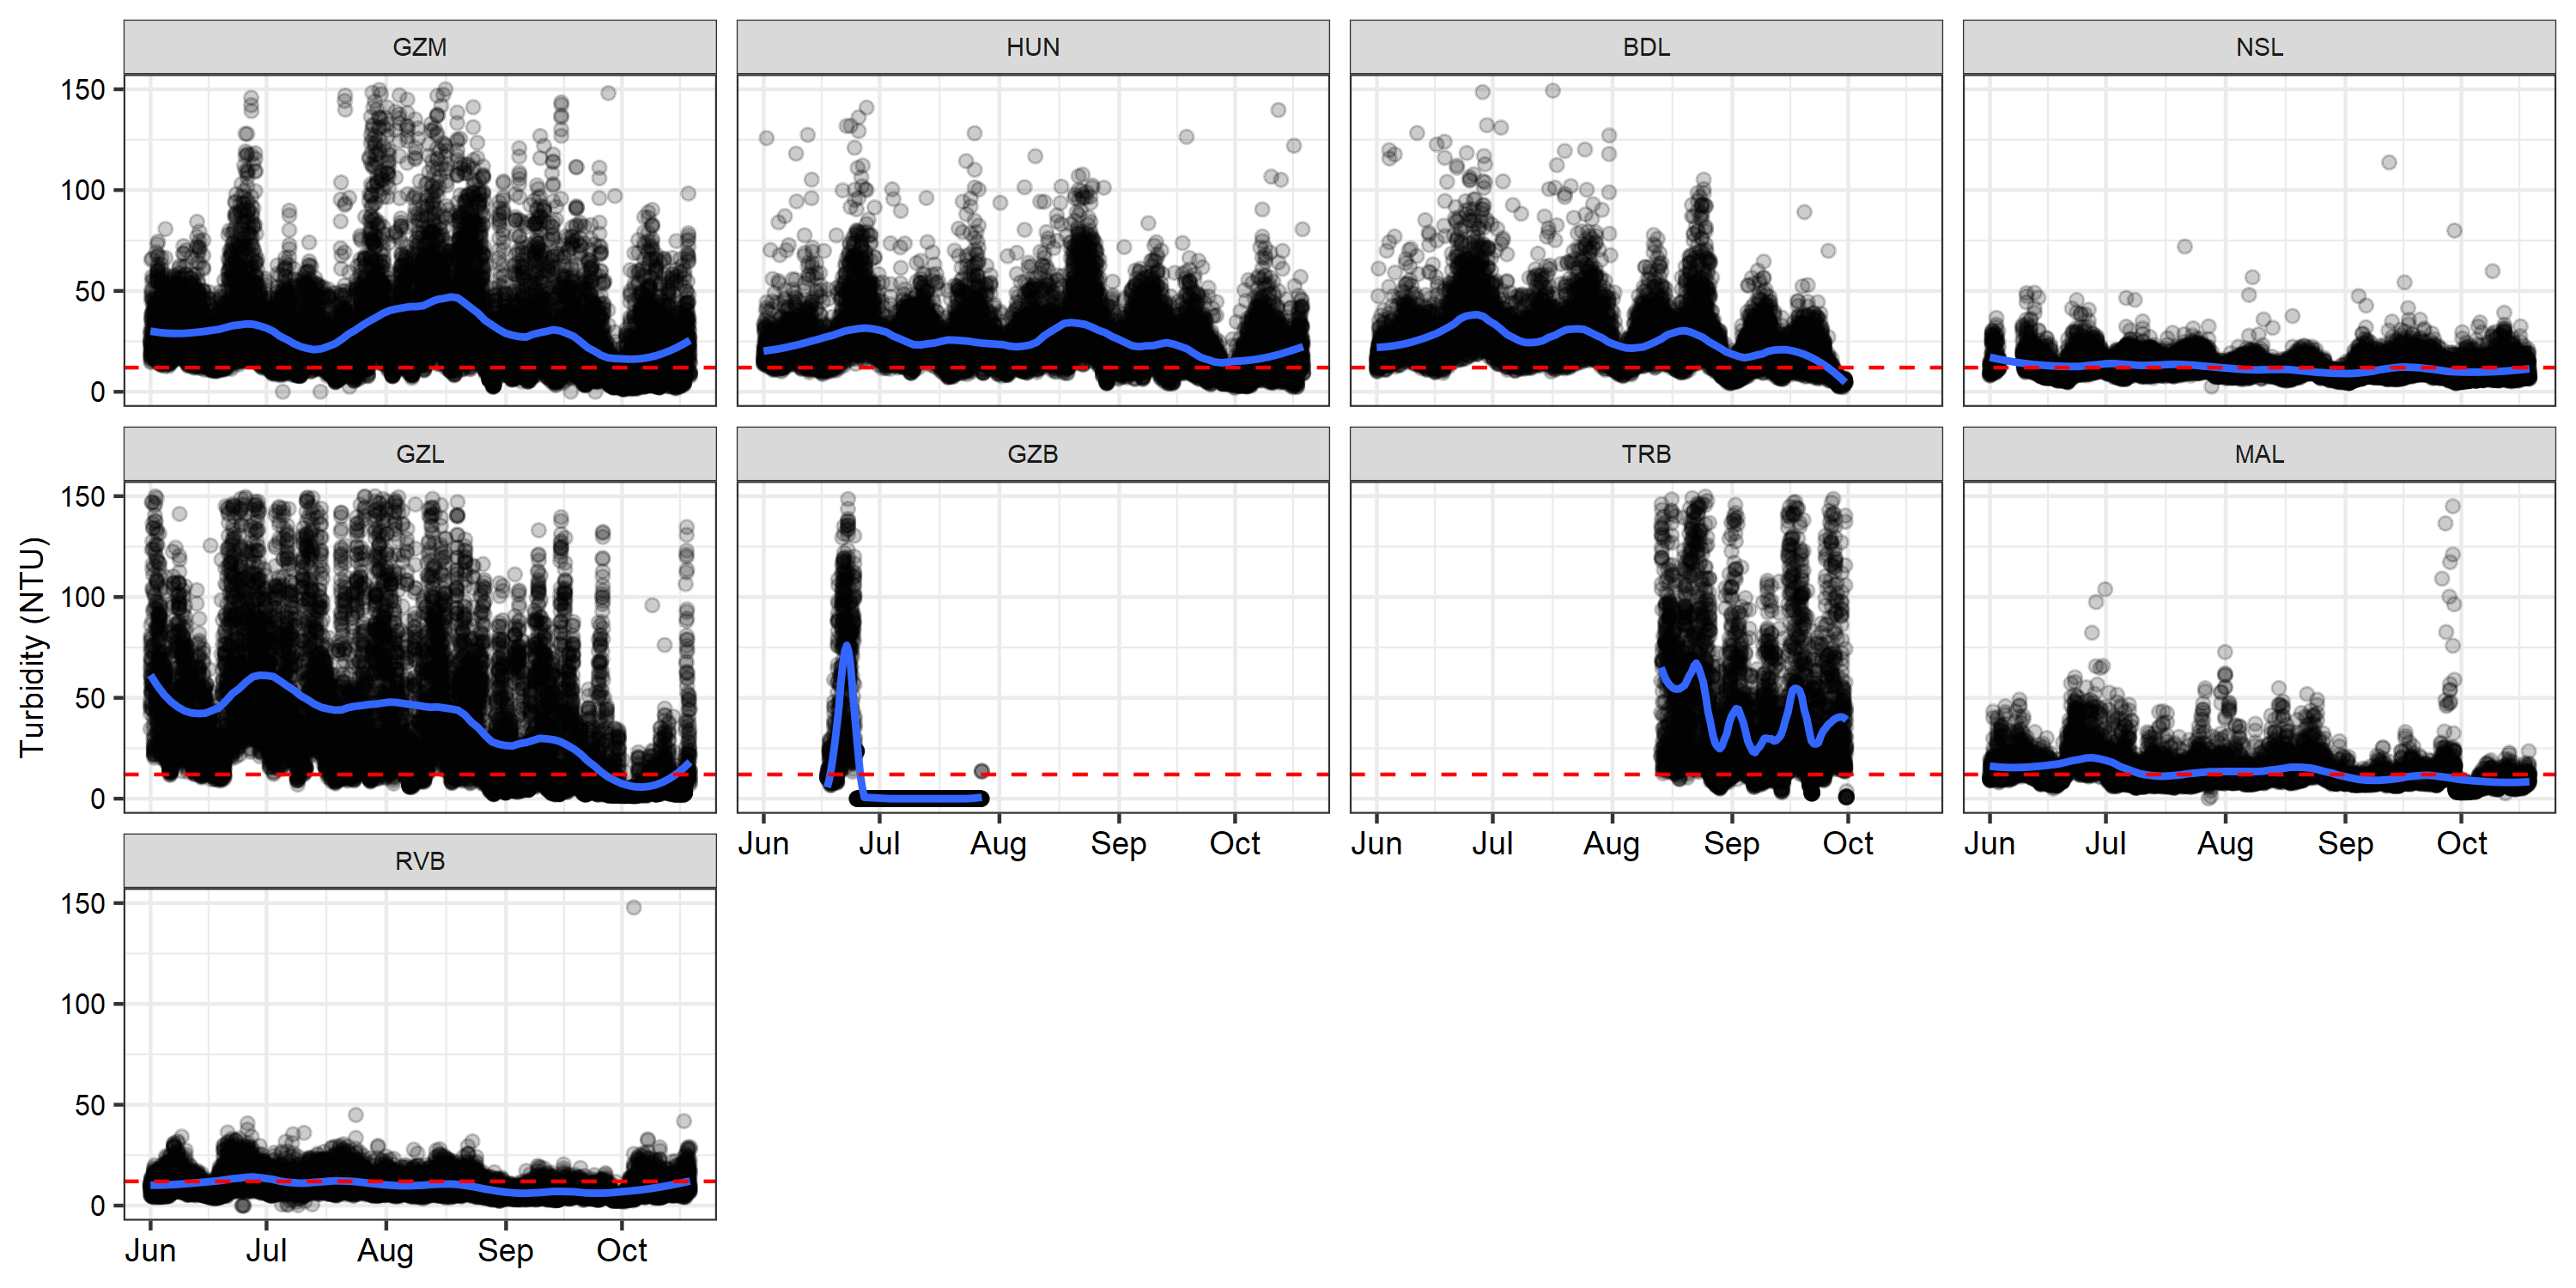 GZM HUN BDL NSL
150
100
50
0
GZL GZB TRB MAL
150
100
50
0
Turbidity (NTU)
Jun Jul Aug Sep Oct Jun Jul Aug Sep Oct Jun Jul Aug Sep Oct
RVB
150
100
50
0
Jun Jul Aug Sep Oct